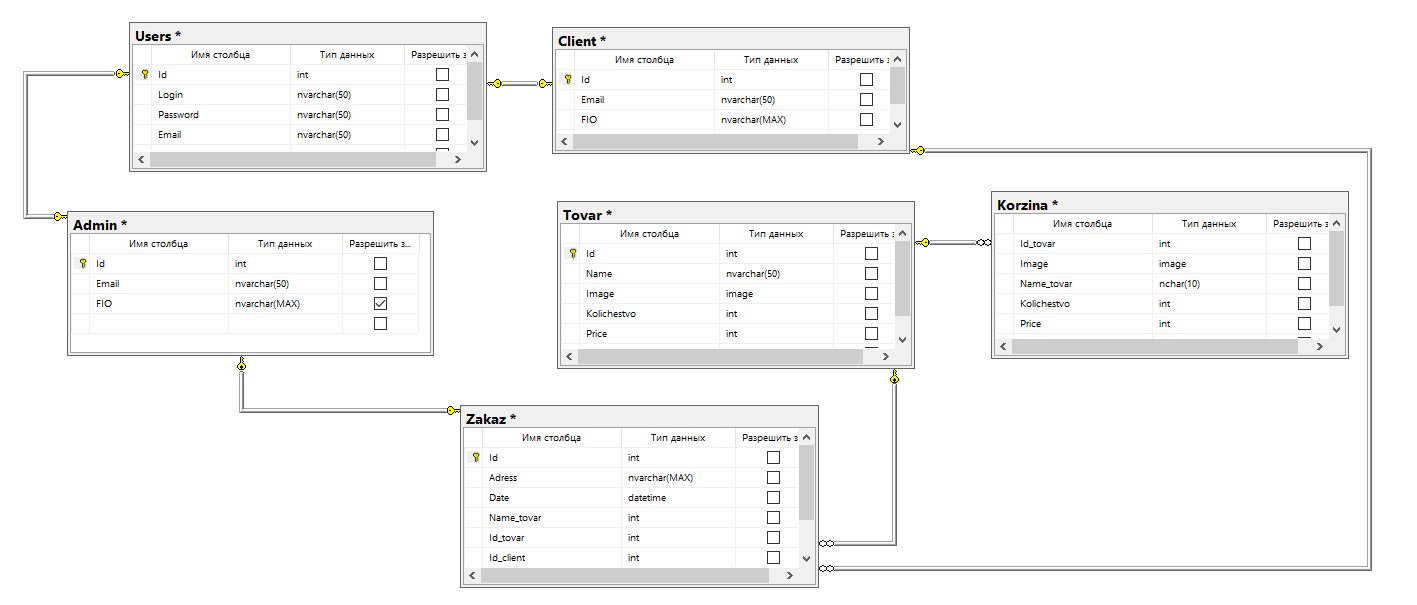 Users *
Имя столбца Тип данных Разрешить з
Id int
Login nvarchar(50)
Password nvarchar(50)
Email nvarchar(50)
Client *
Имя столбца Тип данных Разрешить з
Id int
Email nvarchar(50)
FIO nvarchar(MAX)
Admin *
Имя столбца Тип данных Разрешить з...
Id int
Email nvarchar(50)
FIO nvarchar(MAX)
Tovar *
Имя столбца Тип данных Разрешить з
Id int
Name nvarchar(50)
Image image
Kolichestvo int
Price int
Korzina *
Имя столбца Тип данных Разрешить з
Id_tovar int
Image image
Name_tovar nchar(10)
Kolichestvo int
Price int
Zakaz *
Имя столбца Тип данных Разрешить з
Id int
Adress nvarchar(MAX)
Date datetime
Name_tovar int
Id_tovar int
Id_client int